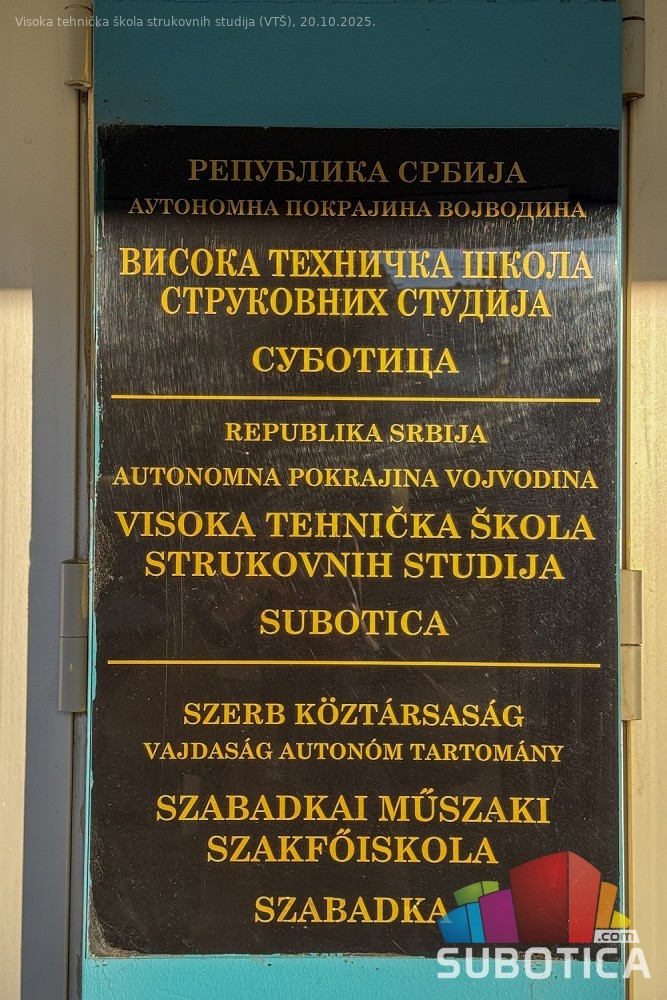 Visoka tehnička škola strukovnih studija (VTŠ), 20.10.2025.
РЕПУБЛИКА СРБИЈА
АУТОНОМНА ПОКРАЈИНА ВОЈВОДИНА
ВИСОКА ТЕХНИЧКА ШКОЛА
СТРУКОВНИХ СТУДИЈА
СУБОТИЦА
REPUBLIKA SRBIJA
AUTONOMNA POKRAJINA VOJVODINA
VISOKA TEHNIČKA ŠKOLA
STRUKOVNIH STUDIJA
SUBOTICA
SZERB KÖZTÁRSASÁG
VAJDASÁG AUTONÓM TARTOMÁNY
SZABADKAI MŰSZAKI
SZAKFŐISKOLA
SZABADKA
.com
SUBOTICA